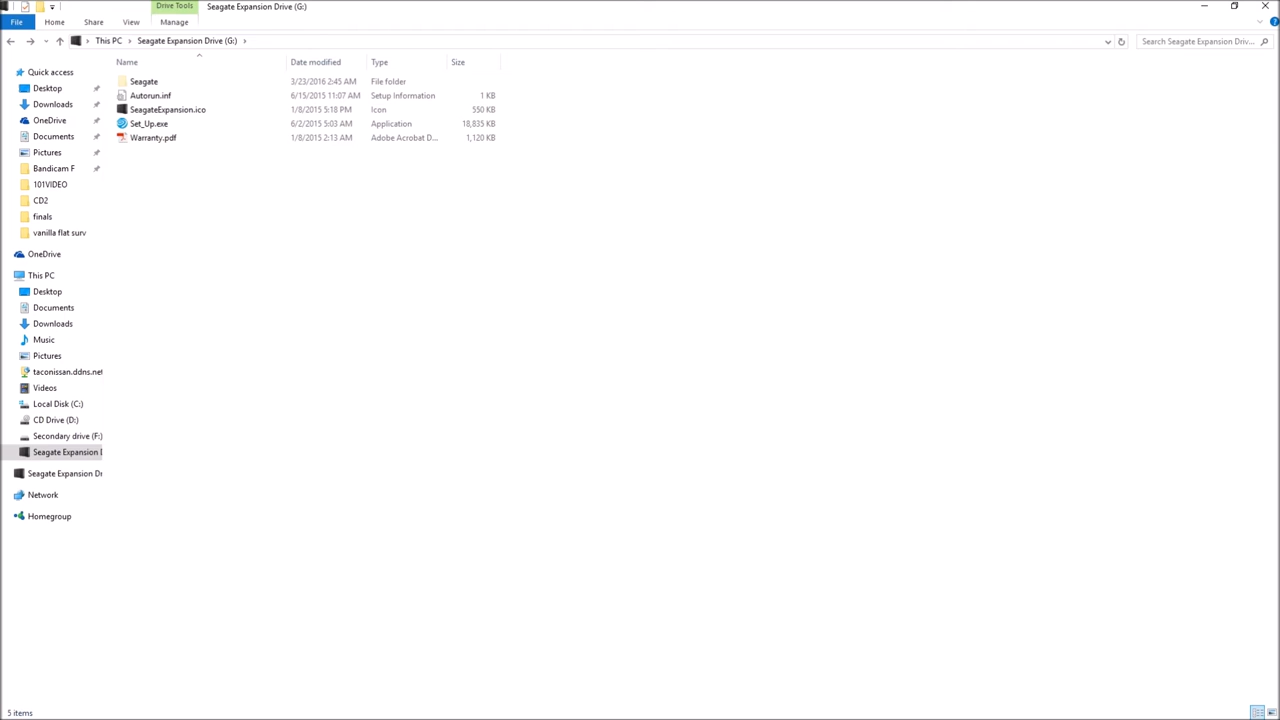 Drive Tools
Seagate Expansion Drive (G:)
File
Home
Share
View
Manage
This PC
Seagate Expansion Drive (G:)
Search Seagate Expansion Driv...
Name
Date modified
Type
Size
Seagate
3/23/2016 2:45 AM
File folder
Autorun.inf
6/15/2015 11:07 AM
Setup Information
1 KB
SeagateExpansion.ico
1/8/2015 5:18 PM
Icon
550 KB
Set_Up.exe
6/2/2015 5:03 AM
Application
18,835 KB
Warranty.pdf
1/8/2015 2:13 AM
Adobe Acrobat D...
1,120 KB
Quick access
Desktop
Downloads
OneDrive
Documents
Pictures
Bandicam F
101VIDEO
CD2
finals
vanilla flat surv
OneDrive
This PC
Desktop
Documents
Downloads
Music
Pictures
taconissan.ddns.net
Videos
Local Disk (C:)
CD Drive (D:)
Secondary drive (F:)
Seagate Expansion D
Seagate Expansion Dr
Network
Homegroup
5 items